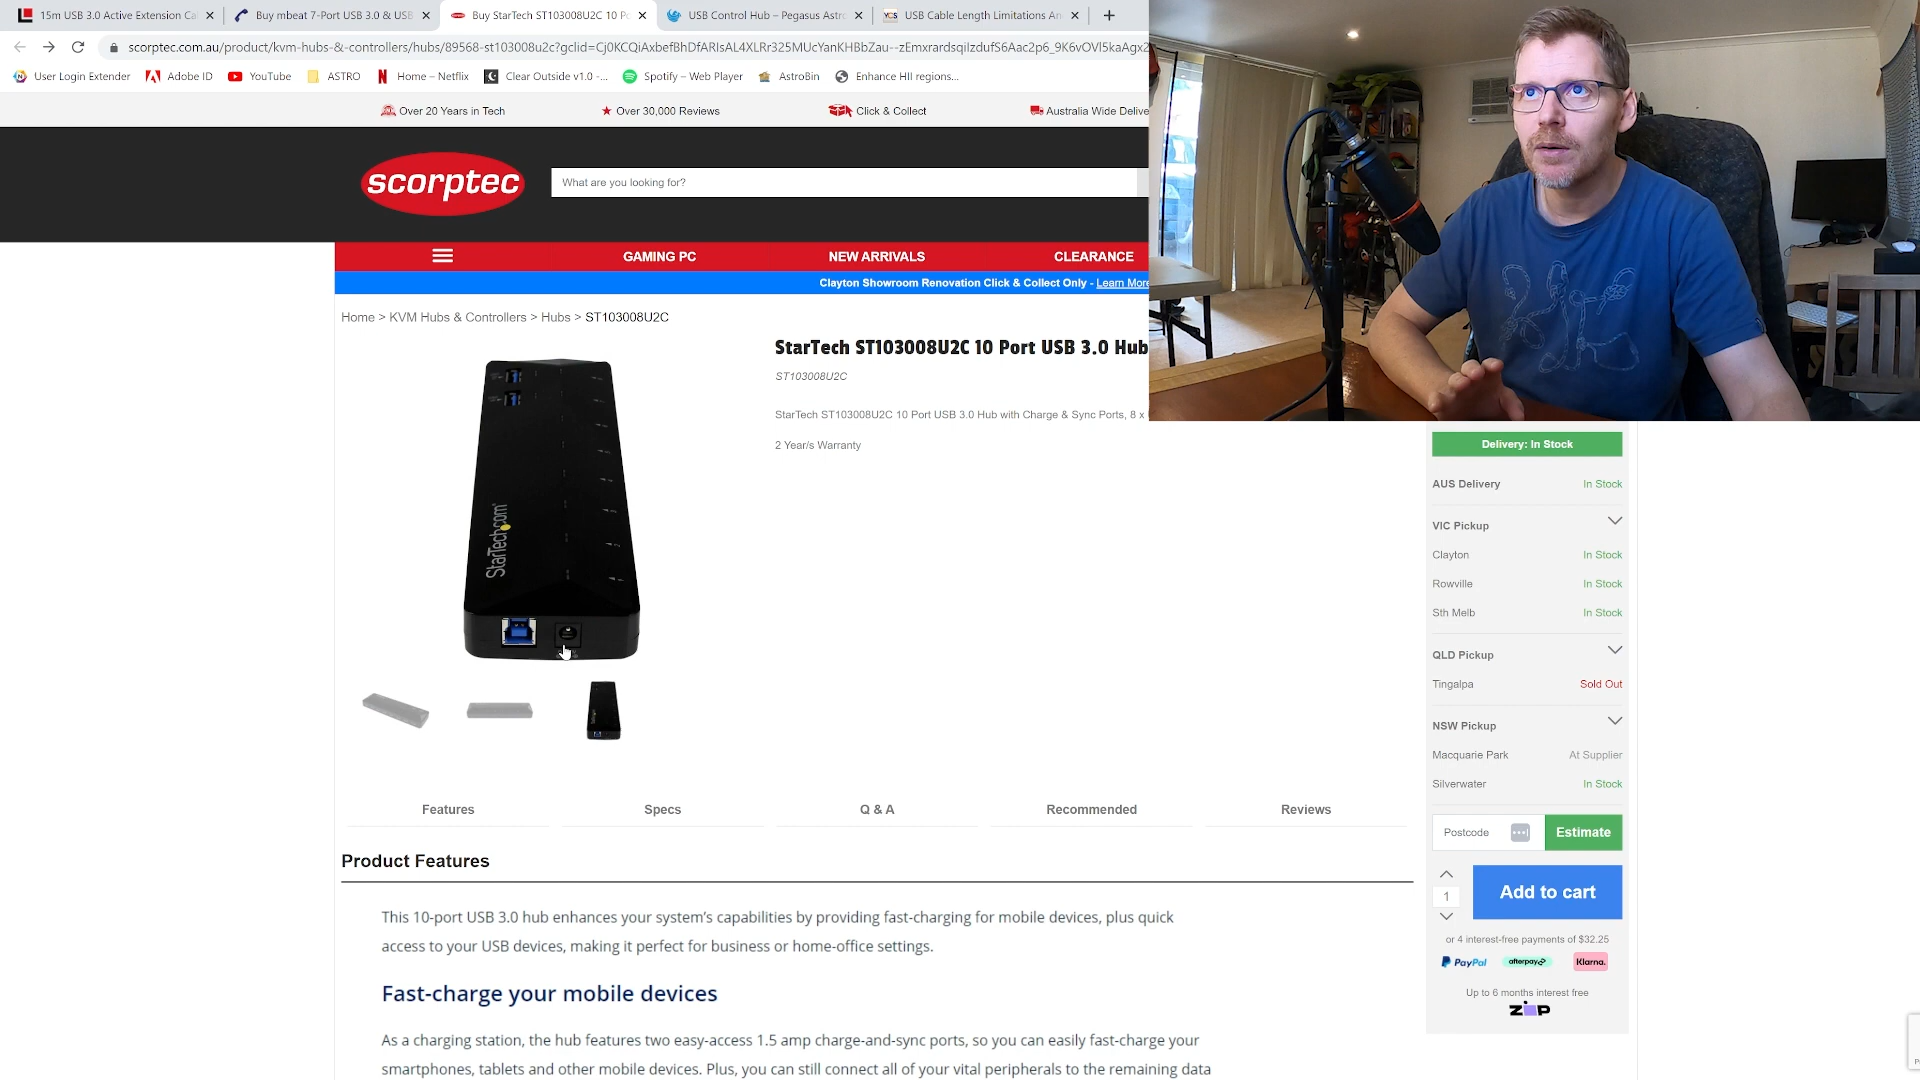 15m USB 3.0 Active Extension Ca
Buy mbeat 7-Port USB 3.0 & USB
Buy StarTech ST103008U2C 10 Po
USB Control Hub – Pegasus Astro
USB Cable Length Limitations An
scorptec.com.au/product/kvm-hubs-&-controllers/hubs/89568-st103008u2c?gclid=Cj0KCQiAxbefBhDfARIsAL4XLRr325MUcYanKHBbZau--zEmxrardsqilzdufS6Aac2p6_9K6vOVl5kaAgx2
User Login Extender
Adobe ID
YouTube
ASTRO
Home – Netflix
Clear Outside v1.0 -...
Spotify – Web Player
AstroBin
Enhance HII regions...
Over 20 Years in Tech
Over 30,000 Reviews
Click & Collect
Australia Wide Delive
scorptec
What are you looking for?
GAMING PC
NEW ARRIVALS
CLEARANCE
Clayton Showroom Renovation Click & Collect Only - Learn More
Home > KVM Hubs & Controllers > Hubs > ST103008U2C
StarTech ST103008U2C 10 Port USB 3.0 Hub
ST103008U2C
StarTech ST103008U2C 10 Port USB 3.0 Hub with Charge & Sync Ports, 8 x
2 Year/s Warranty
StarTech.com
Delivery: In Stock
AUS Delivery In Stock
VIC Pickup
Clayton In Stock
Rowville In Stock
Sth Melb In Stock
QLD Pickup
Tingalpa Sold Out
NSW Pickup
Macquarie Park At Supplier
Silverwater In Stock
Postcode
Estimate
1
Add to cart
or 4 interest-free payments of $32.25
PayPal
afterpay
Klarna.
Up to 6 months interest free
ZIP
Features
Specs
Q & A
Recommended
Reviews
Product Features
This 10-port USB 3.0 hub enhances your system’s capabilities by providing fast-charging for mobile devices, plus quick
access to your USB devices, making it perfect for business or home-office settings.
Fast-charge your mobile devices
As a charging station, the hub features two easy-access 1.5 amp charge-and-sync ports, so you can easily fast-charge your
smartphones, tablets and other mobile devices. Plus, you can still connect all of your vital peripherals to the remaining data